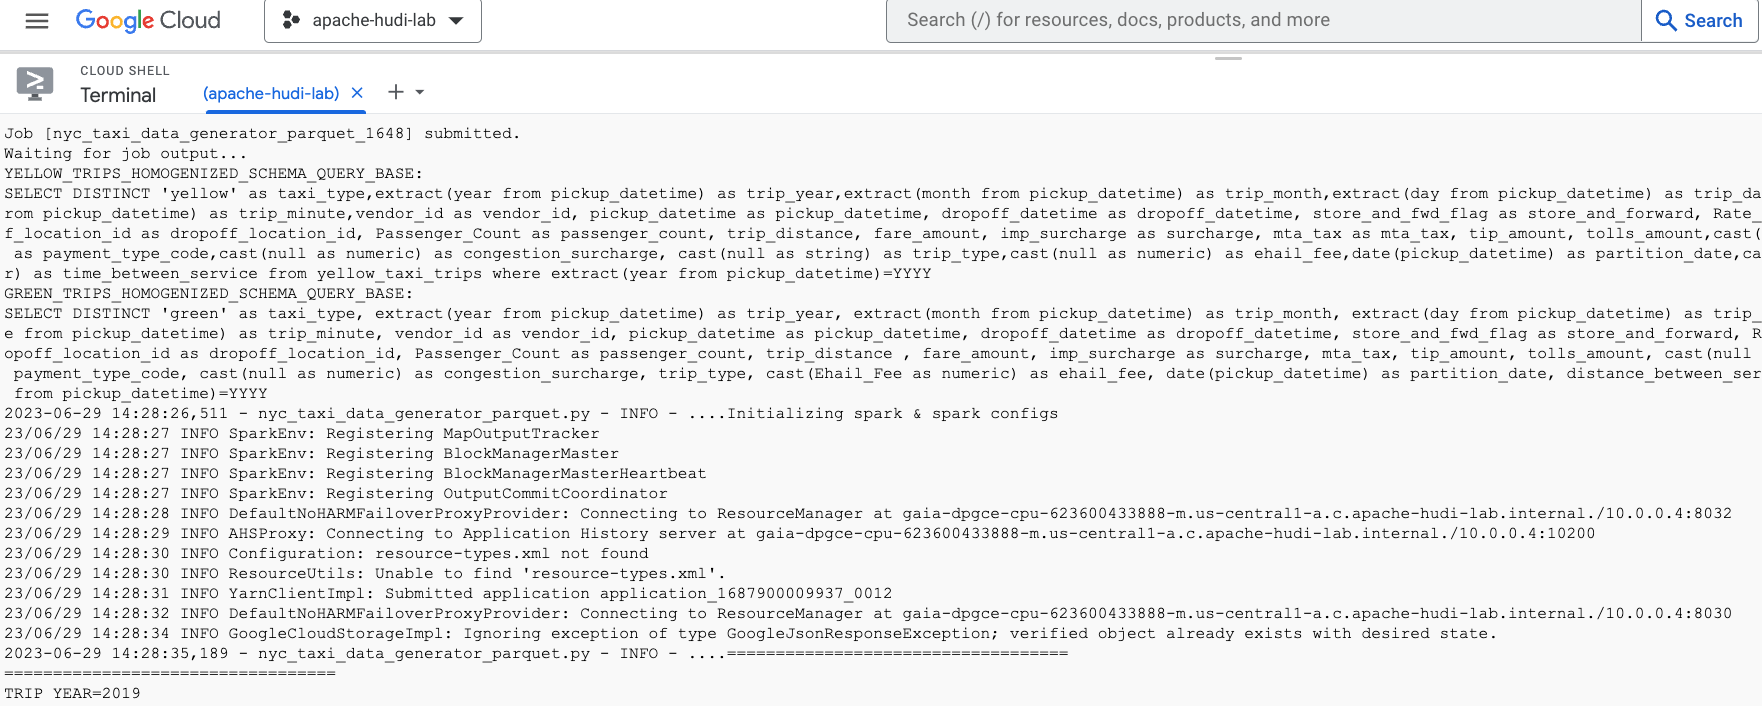 Google Cloud
apache-hudi-lab
Search (/) for resources, docs, products, and more
Search
CLOUD SHELL
Terminal
(apache-hudi-lab)
Job [nyc_taxi_data_generator_parquet_1648] submitted.
Waiting for job output...
YELLOW_TRIPS_HOMOGENIZED_SCHEMA_QUERY_BASE:
SELECT DISTINCT 'yellow' as taxi_type,extract(year from pickup_datetime) as trip_year,extract(month from pickup_datetime) as trip_month,extract(day from pickup_datetime) as trip_da
rom pickup_datetime) as trip_minute,vendor_id as vendor_id, pickup_datetime as pickup_datetime, dropoff_datetime as dropoff_datetime, store_and_fwd_flag as store_and_forward, Rate_
f_location_id as dropoff_location_id, Passenger_Count as passenger_count, trip_distance, fare_amount, imp_surcharge as surcharge, mta_tax as mta_tax, tip_amount, tolls_amount,cast(
as payment_type_code,cast(null as numeric) as congestion_surcharge, cast(null as string) as trip_type,cast(null as numeric) as ehail_fee,date(pickup_datetime) as partition_date,ca
r) as time_between_service from yellow_taxi_trips where extract(year from pickup_datetime)=YYYY
GREEN_TRIPS_HOMOGENIZED_SCHEMA_QUERY_BASE:
SELECT DISTINCT 'green' as taxi_type, extract(year from pickup_datetime) as trip_year, extract(month from pickup_datetime) as trip_month, extract(day from pickup_datetime) as trip_
e from pickup_datetime) as trip_minute, vendor_id as vendor_id, pickup_datetime as pickup_datetime, dropoff_datetime as dropoff_datetime, store_and_fwd_flag as store_and_forward, R
opoff_location_id as dropoff_location_id, Passenger_Count as passenger_count, trip_distance , fare_amount, imp_surcharge as surcharge, mta_tax, tip_amount, tolls_amount, cast(null
payment_type_code, cast(null as numeric) as congestion_surcharge, trip_type, cast(Ehail_Fee as numeric) as ehail_fee, date(pickup_datetime) as partition_date, distance_between_ser
from pickup_datetime)=YYYY
2023-06-29 14:28:26,511 - nyc_taxi_data_generator_parquet.py - INFO - ....Initializing spark & spark configs
23/06/29 14:28:27 INFO SparkEnv: Registering MapOutputTracker
23/06/29 14:28:27 INFO SparkEnv: Registering BlockManagerMaster
23/06/29 14:28:27 INFO SparkEnv: Registering BlockManagerMasterHeartbeat
23/06/29 14:28:27 INFO SparkEnv: Registering OutputCommitCoordinator
23/06/29 14:28:28 INFO DefaultNoHARMFailoverProxyProvider: Connecting to ResourceManager at gaia-dpgce-cpu-623600433888-m.us-central1-a.c.apache-hudi-lab.internal./10.0.0.4:8032
23/06/29 14:28:29 INFO AHSProxy: Connecting to Application History server at gaia-dpgce-cpu-623600433888-m.us-central1-a.c.apache-hudi-lab.internal./10.0.0.4:10200
23/06/29 14:28:30 INFO Configuration: resource-types.xml not found
23/06/29 14:28:30 INFO ResourceUtils: Unable to find 'resource-types.xml'.
23/06/29 14:28:31 INFO YarnClientImpl: Submitted application application_1687900009937_0012
23/06/29 14:28:32 INFO DefaultNoHARMFailoverProxyProvider: Connecting to ResourceManager at gaia-dpgce-cpu-623600433888-m.us-central1-a.c.apache-hudi-lab.internal./10.0.0.4:8030
23/06/29 14:28:34 INFO GoogleCloudStorageImpl: Ignoring exception of type GoogleJsonResponseException; verified object already exists with desired state.
2023-06-29 14:28:35,189 - nyc_taxi_data_generator_parquet.py - INFO - ....===================================
==================================
TRIP YEAR=2019